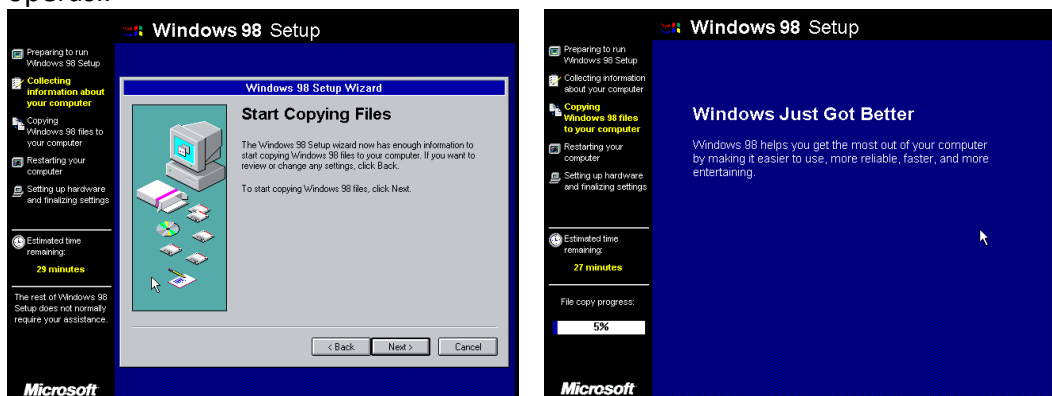 Windows 98 Setup
Preparing to run
Windows 98 Setup
Collecting
information about
your computer
Copying
Windows 98 files to
your computer
Restarting your
computer
Setting up hardware
and finalizing settings
Estimated time
remaining:
29 minutes
The rest of Windows 98
Setup does not normally
require your assistance.
Microsoft
Windows 98 Setup Wizard
Start Copying Files
The Windows 98 Setup wizard now has enough information to
start copying Windows 98 files to your computer. If you want to
review or change any settings, click Back.
To start copying Windows 98 files, click Next.
< Back
Next >
Cancel
Windows 98 Setup
Preparing to run
Windows 98 Setup
Collecting information
about your computer
Copying
Windows 98 files
to your computer
Restarting your
computer
Setting up hardware
and finalizing settings
Estimated time
remaining:
27 minutes
File copy progress:
5%
Microsoft
Windows Just Got Better
Windows 98 helps you get the most out of your computer
by making it easier to use, more reliable, faster, and more
entertaining.